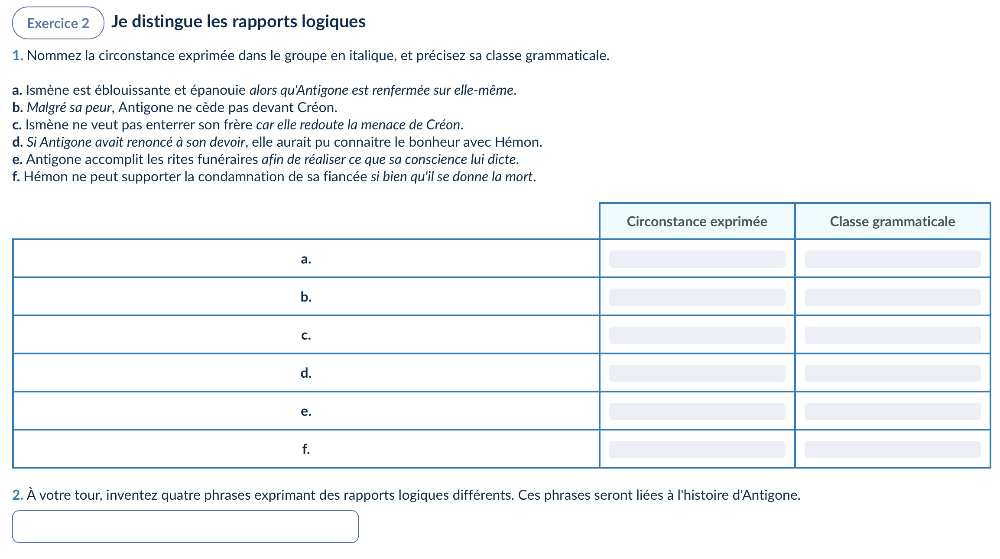 Exercice 2 Je distingue les rapports logiques
1. Nommez la circonstance exprimée dans le groupe en italique, et précisez sa classe grammaticale.
a. Ismène est éblouissante et épanouie alors qu'Antigone est renfermée sur elle-même.
b. Malgré sa peur, Antigone ne cède pas devant Créon.
c. Ismène ne veut pas enterrer son frère car elle redoute la menace de Créon.
d. Si Antigone avait renoncé à son devoir, elle aurait pu connaitre le bonheur avec Hémon.
e. Antigone accomplit les rites funéraires afin de réaliser ce que sa conscience lui dicte.
f. Hémon ne peut supporter la condamnation de sa fiancée si bien qu'il se donne la mort.
Circonstance exprimée Classe grammaticale
a.
b.
c.
d.
e.
f.
2. À votre tour, inventez quatre phrases exprimant des rapports logiques différents. Ces phrases seront liées à l'histoire d'Antigone.